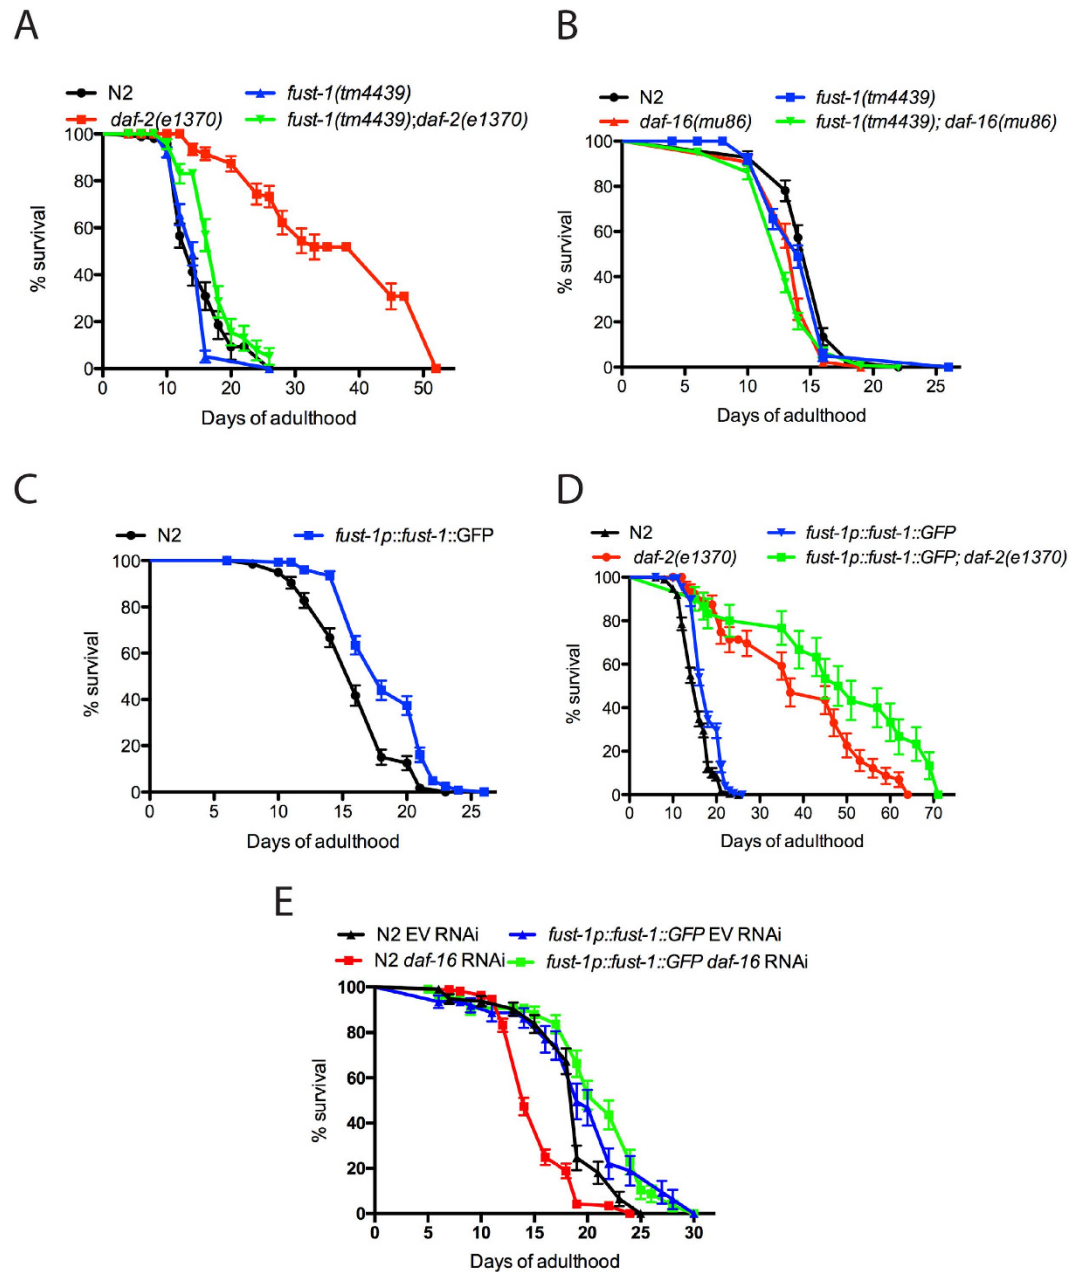 A
N2
fust-1(tm4439)
daf-2(e1370)
fust-1(tm4439);daf-2(e1370)
100
80
60
40
20
0
% survival
0 10 20 30 40 50
Days of adulthood
B
N2
fust-1(tm4439)
daf-16(mu86)
fust-1(tm4439); daf-16(mu86)
100
80
60
40
20
0
% survival
0 5 10 15 20 25
Days of adulthood
C
N2
fust-1p::fust-1::GFP
100
80
60
40
20
0
% survival
0 5 10 15 20 25
Days of adulthood
D
N2
fust-1p::fust-1::GFP
daf-2(e1370)
fust-1p::fust-1::GFP; daf-2(e1370)
100
80
60
40
20
0
% survival
0 10 20 30 40 50 60 70
Days of adulthood
E
N2 EV RNAi
fust-1p::fust-1::GFP EV RNAi
N2 daf-16 RNAi
fust-1p::fust-1::GFP daf-16 RNAi
100
80
60
40
20
0
% survival
0 5 10 15 20 25 30
Days of adulthood